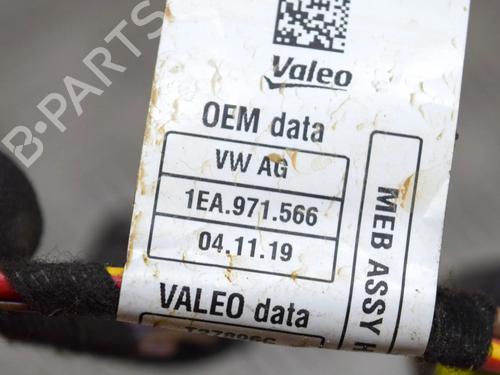 B-PARTS
Valeo
OEM data
VW AG
1EA.971.566
04.11.19
VALEO data
MEB ASSY H